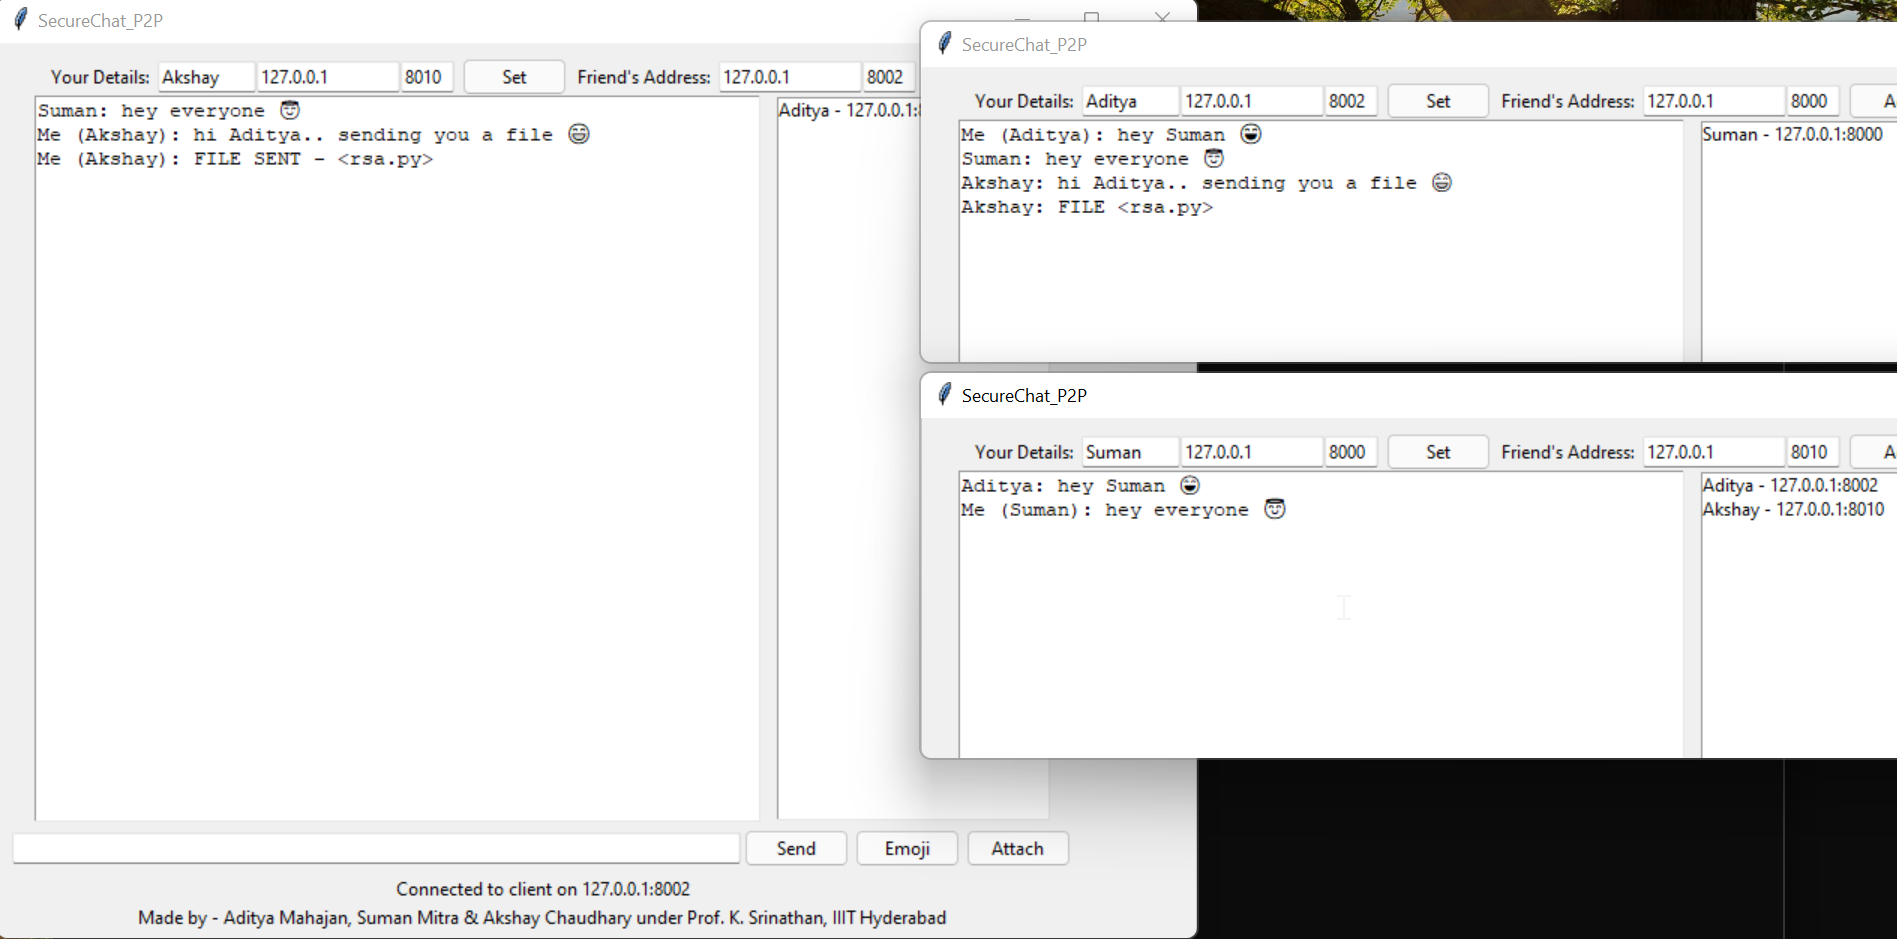 SecureChat_P2P
Your Details: Akshay 127.0.0.1 8010 Set Friend's Address: 127.0.0.1 8002
Suman: hey everyone 😇
Me (Akshay): hi Aditya.. sending you a file 😄
Me (Akshay): FILE SENT - <rsa.py>
Aditya - 127.0.0.1:8
Send Emoji Attach
Connected to client on 127.0.0.1:8002
Made by - Aditya Mahajan, Suman Mitra & Akshay Chaudhary under Prof. K. Srinathan, IIIT Hyderabad
SecureChat_P2P
Your Details: Aditya 127.0.0.1 8002 Set Friend's Address: 127.0.0.1 8000 A
Me (Aditya): hey Suman 😀
Suman: hey everyone 😇
Akshay: hi Aditya.. sending you a file 😄
Akshay: FILE <rsa.py>
Suman - 127.0.0.1:8000
SecureChat_P2P
Your Details: Suman 127.0.0.1 8000 Set Friend's Address: 127.0.0.1 8010 A
Aditya: hey Suman 😀
Me (Suman): hey everyone 😇
Aditya - 127.0.0.1:8002
Akshay - 127.0.0.1:8010